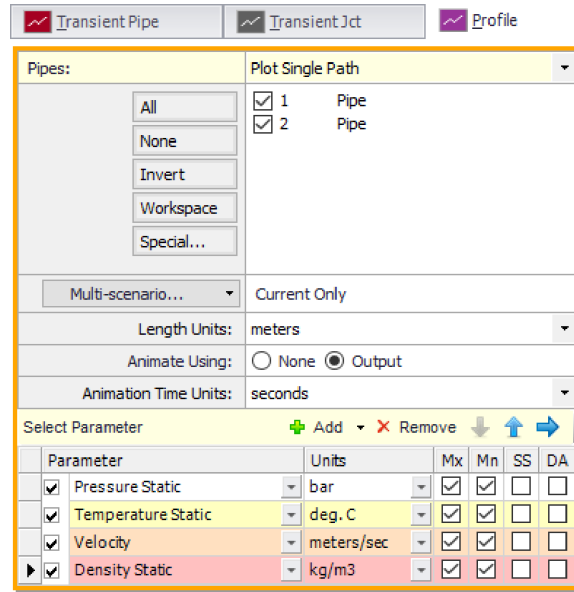 Transient Pipe Transient Jct Profile
Pipes: Plot Single Path
All 1 Pipe
None 2 Pipe
Invert
Workspace
Special...
Multi-scenario... Current Only
Length Units: meters
Animate Using: None Output
Animation Time Units: seconds
Select Parameter Add Remove
Parameter Units Mx Mn SS DA
Pressure Static bar
Temperature Static deg. C
Velocity meters/sec
Density Static kg/m3